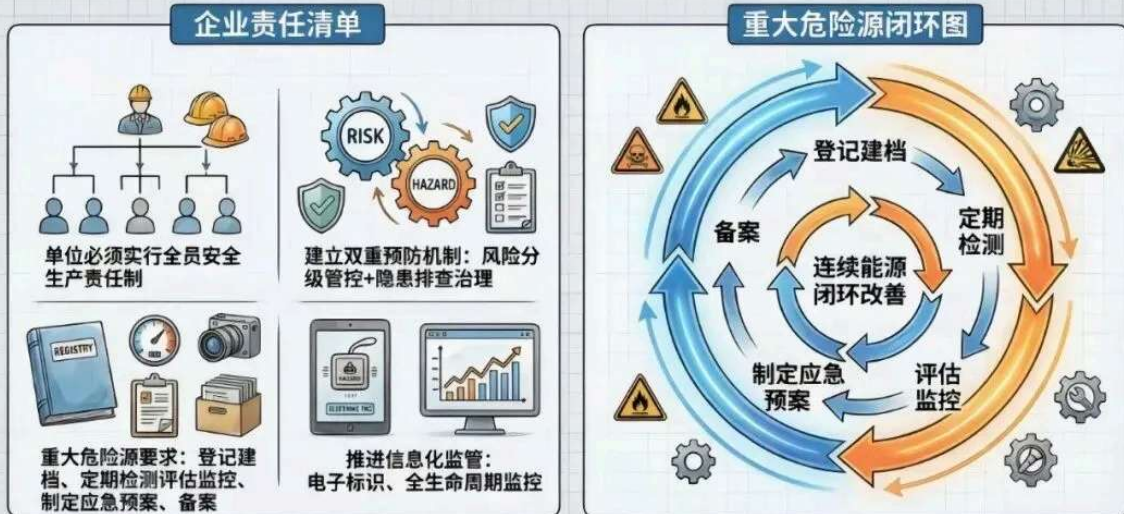 企业责任清单
RISK
HAZARD
单位必须实行全员安全
生产责任制
建立双重预防机制：风险分
级管控+隐患排查治理
REGISTRY
HAZARD
重大危险源要求：登记建
档、定期检测评估监控、
制定应急预案、备案
推进信息化监管：
电子标识、全生命周期监控
重大危险源闭环图
登记建档
定期
检测
评估
监控
制定应急
预案
备案
连续能源
闭环改善